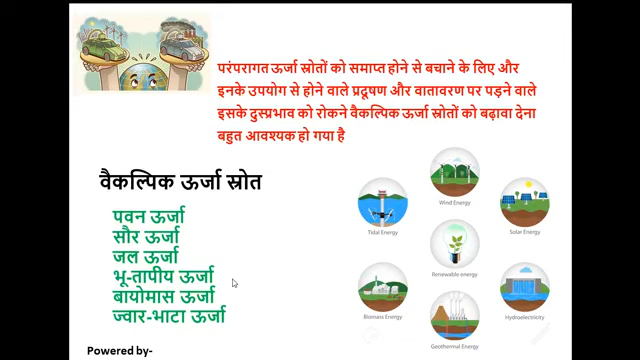 परंपरागत ऊर्जा स्रोतों को समाप्त होने से बचाने के लिए और
इनके उपयोग से होने वाले प्रदूषण और वातावरण पर पड़ने वाले
इसके दुस्प्रभाव को रोकने वैकल्पिक ऊर्जा स्रोतों को बढ़ावा देना
बहुत आवश्यक हो गया है
वैकल्पिक ऊर्जा स्रोत
पवन ऊर्जा
सौर ऊर्जा
जल ऊर्जा
भू-तापीय ऊर्जा
बायोमास ऊर्जा
ज्वार-भाटा ऊर्जा
Wind Energy
Tidal Energy
Solar Energy
Renewable energy
Biomass Energy
Hydroelectricity
Geothermal Energy
Powered by-